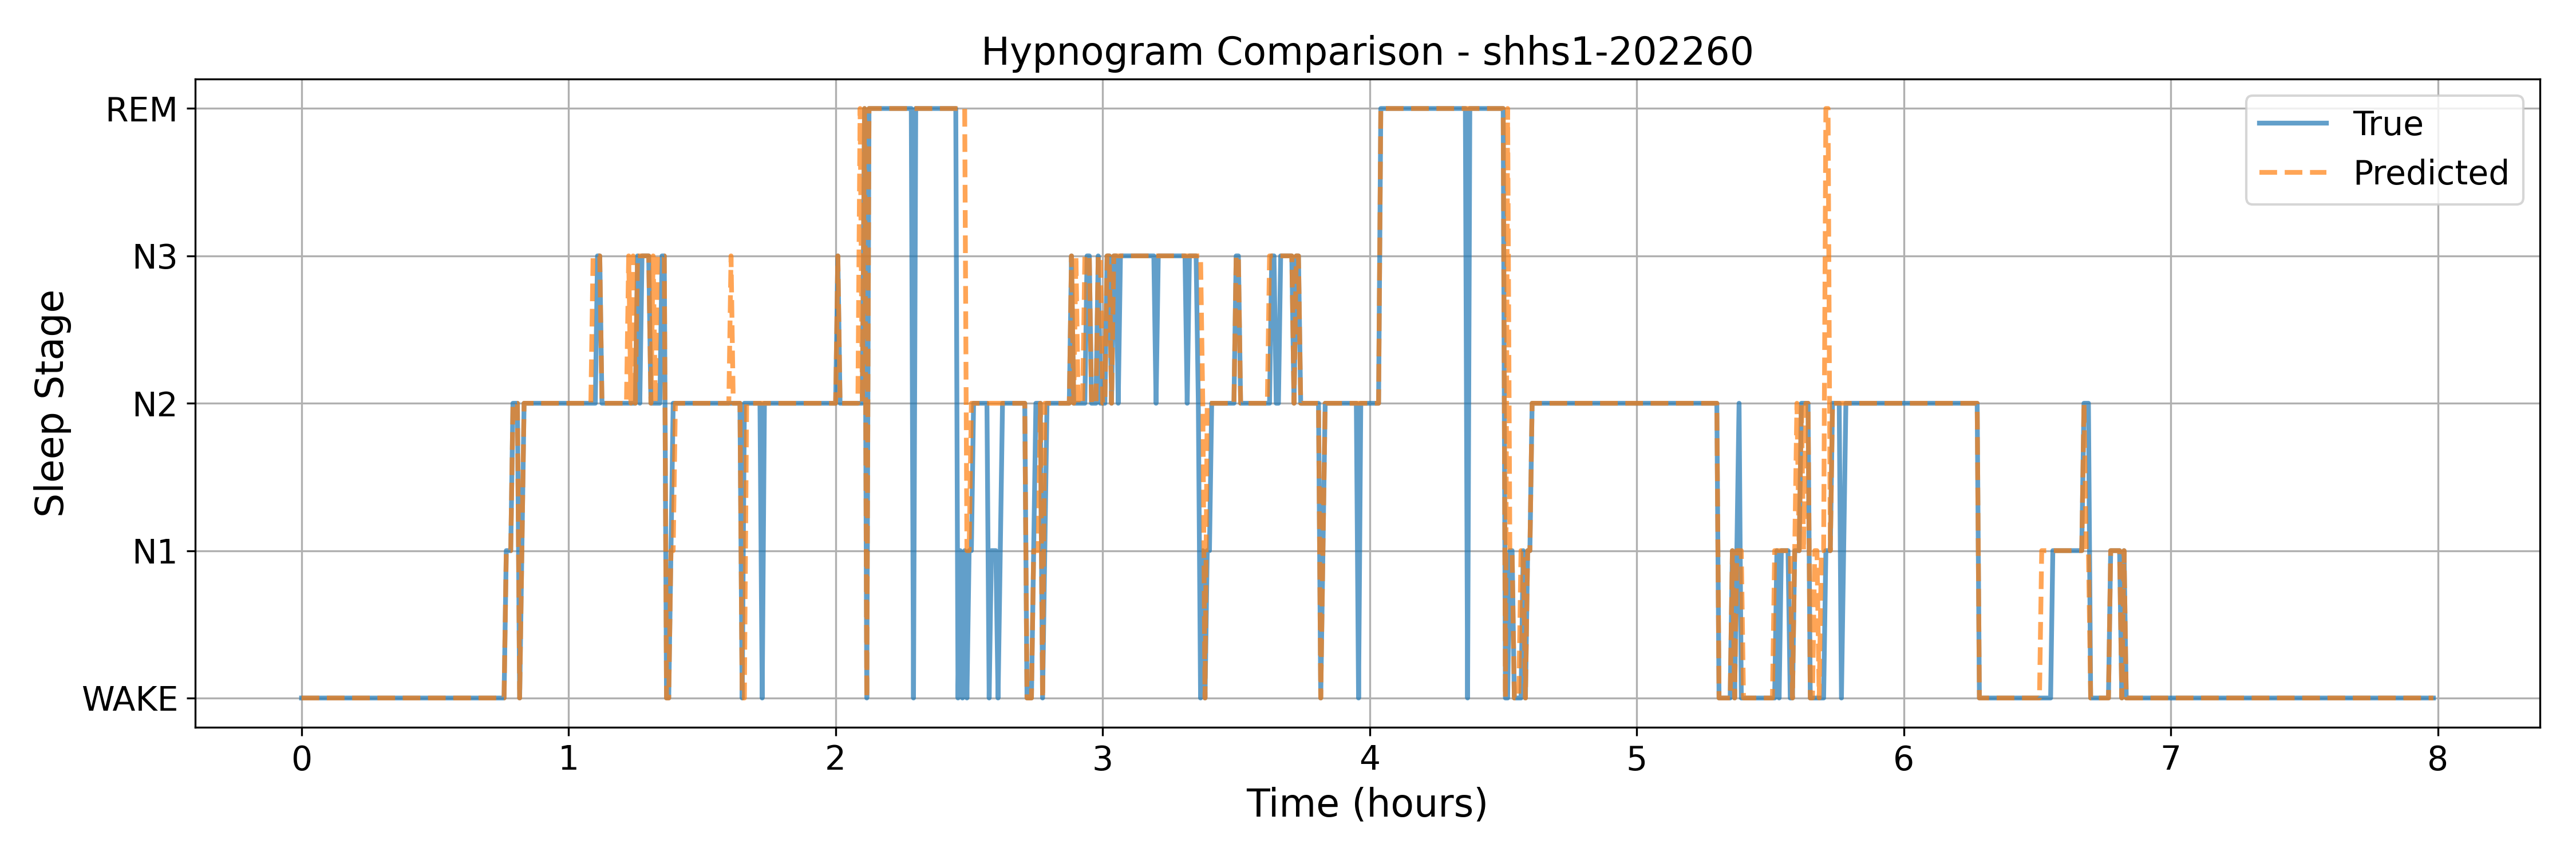 Hypnogram Comparison - shhs1-202260
REM
N3
N2
N1
WAKE
Sleep Stage
True
Predicted
0 1 2 3 4 5 6 7 8
Time (hours)